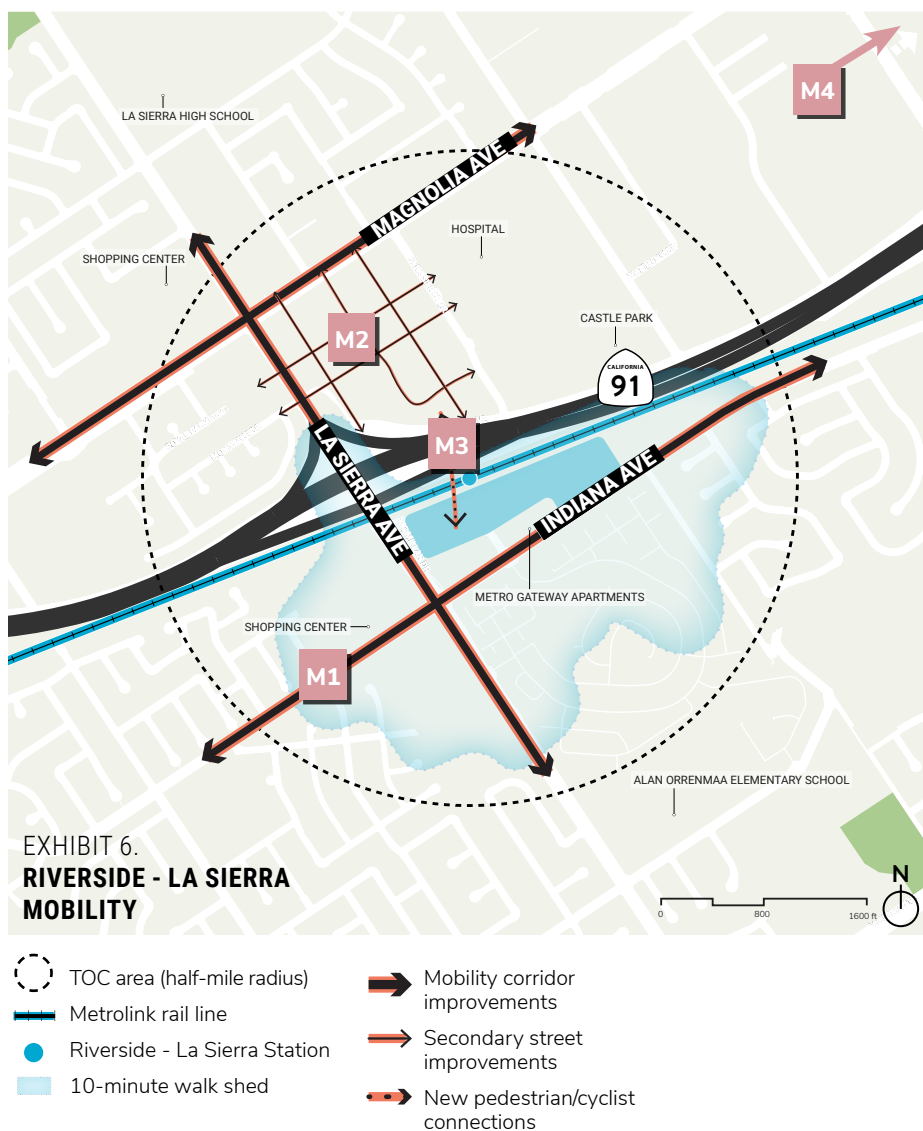 M4
LA SIERRA HIGH SCHOOL
MAGNOLIA AVE
HOSPITAL
SHOPPING CENTER
CASTLE PARK
M2
CALIFORNIA
91
M3
LA SIERRA AVE
INDIANA AVE
METRO GATEWAY APARTMENTS
SHOPPING CENTER
M1
ALAN ORRENMAA ELEMENTARY SCHOOL
EXHIBIT 6.
RIVERSIDE - LA SIERRA
MOBILITY
N
0 800 1600 ft
TOC area (half-mile radius)
Metrolink rail line
Riverside - La Sierra Station
10-minute walk shed
Mobility corridor
improvements
Secondary street
improvements
New pedestrian/cyclist
connections